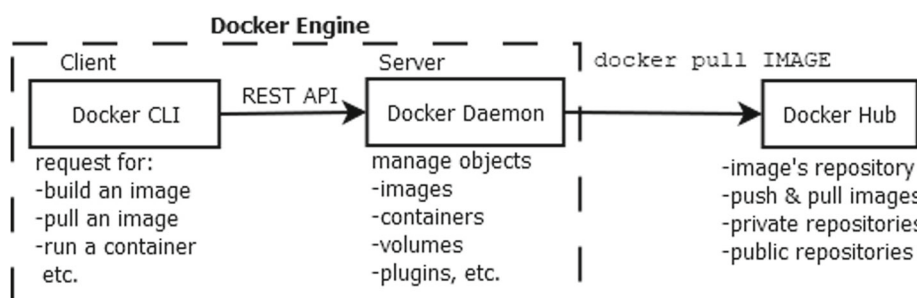 Docker Engine
Client
Docker CLI
request for:
-build an image
-pull an image
-run a container
etc.
REST API
Server
Docker Daemon
manage objects
-images
-containers
-volumes
-plugins, etc.
docker pull IMAGE
Docker Hub
-image's repository
-push & pull images
-private repositories
-public repositories